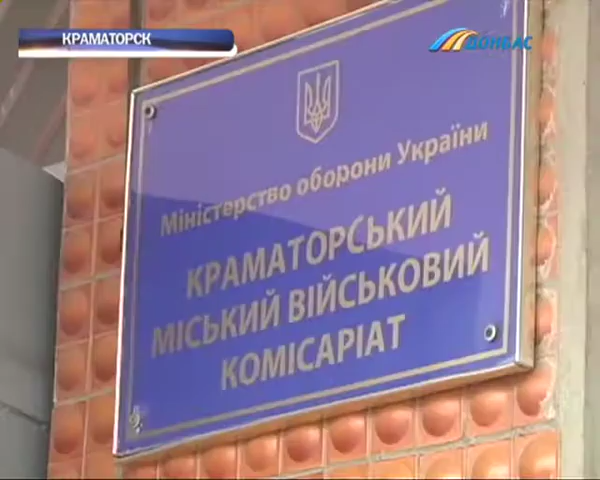 КРАМАТОРСК
ДОНБАС
Міністерство оборони України
КРАМАТОРСЬКИЙ
МІСЬКИЙ ВІЙСЬКОВИЙ
КОМІСАРІАТ